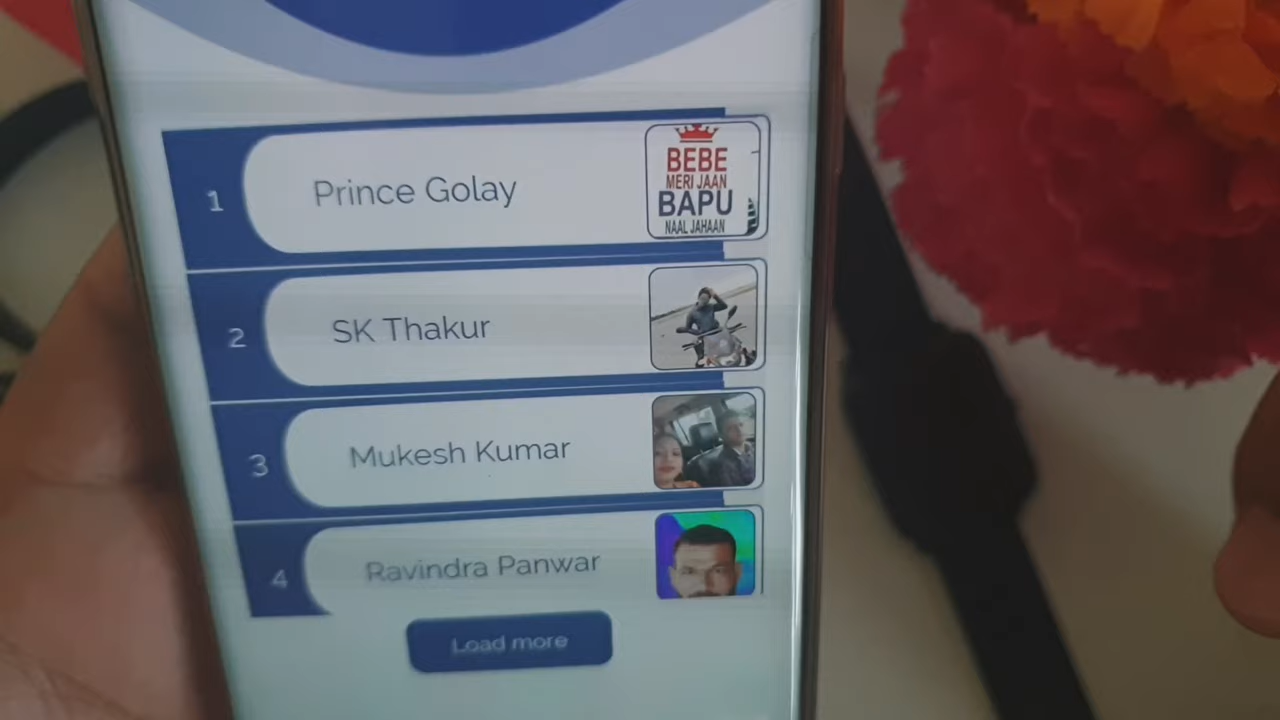 1
Prince Golay
BEBE
MERI JAAN
BAPU
NAAL JAHAAN
2
SK Thakur
3
Mukesh Kumar
4
Ravindra Panwar
Load more